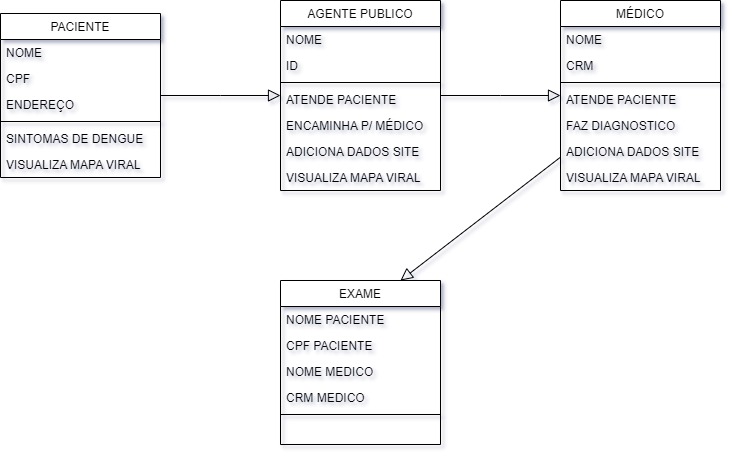 PACIENTE
NOME
CPF
ENDEREÇO
SINTOMAS DE DENGUE
VISUALIZA MAPA VIRAL
AGENTE PUBLICO
NOME
ID
ATENDE PACIENTE
ENCAMINHA P/ MÉDICO
ADICIONA DADOS SITE
VISUALIZA MAPA VIRAL
MÉDICO
NOME
CRM
ATENDE PACIENTE
FAZ DIAGNOSTICO
ADICIONA DADOS SITE
VISUALIZA MAPA VIRAL
EXAME
NOME PACIENTE
CPF PACIENTE
NOME MEDICO
CRM MEDICO